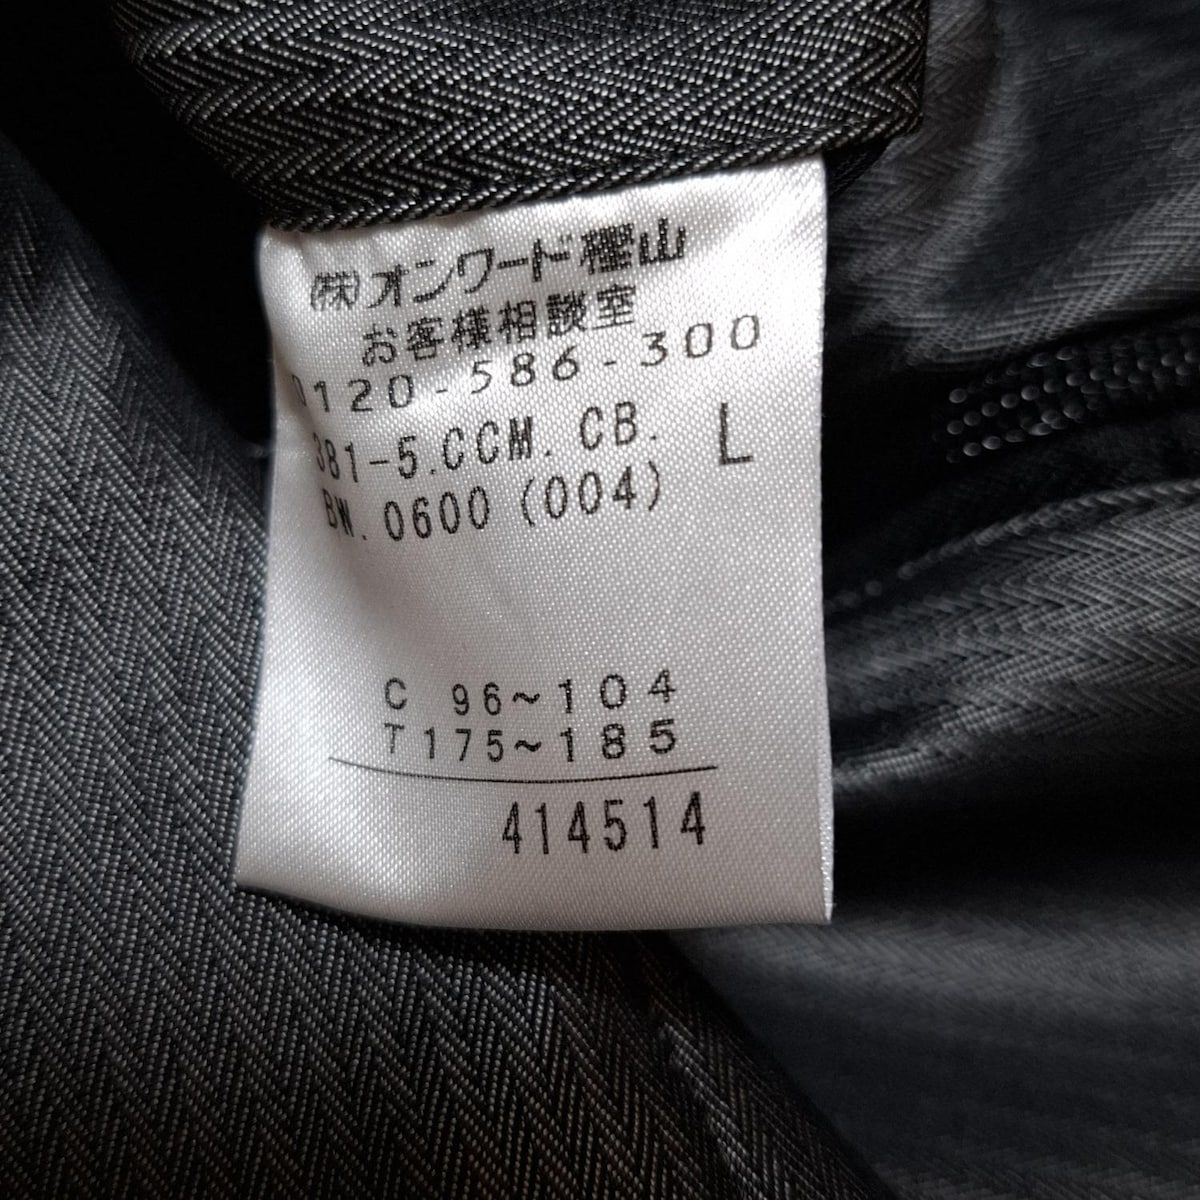 (株)オンワード樫山
お客様相談室
0120-586-300
381-5.CCM.CB. L
BW.0600(004)
C 96~104
T175~185
414514